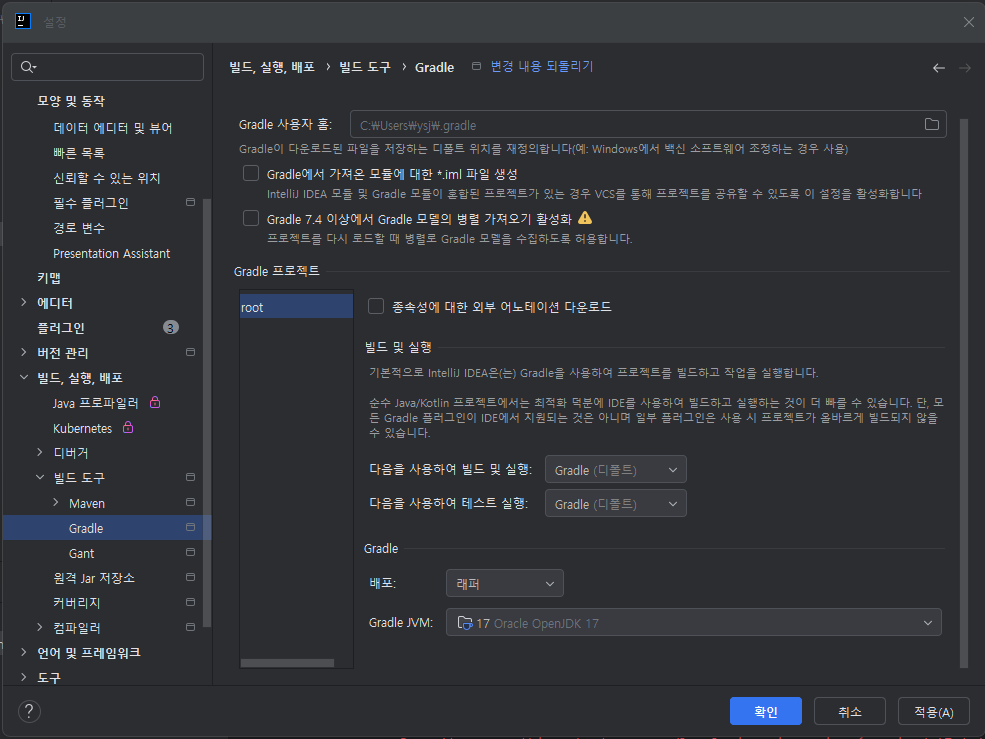 설정
빌드, 실행, 배포 › 빌드 도구 › Gradle 변경 내용 되돌리기
모양 및 동작
데이터 에디터 및 뷰어
빠른 목록
신뢰할 수 있는 위치
필수 플러그인
경로 변수
Presentation Assistant
키맵
에디터
플러그인 3
버전 관리
빌드, 실행, 배포
Java 프로파일러
Kubernetes
디버거
빌드 도구
Maven
Gradle
Gant
원격 Jar 저장소
커버리지
컴파일러
언어 및 프레임워크
도구
Gradle 사용자 홈: C:₩Users₩ysj₩.gradle
Gradle이 다운로드된 파일을 저장하는 디폴트 위치를 재정의합니다(예: Windows에서 백신 소프트웨어 조정하는 경우 사용)
Gradle에서 가져온 모듈에 대한 *.iml 파일 생성
IntelliJ IDEA 모듈 및 Gradle 모듈이 혼합된 프로젝트가 있는 경우 VCS를 통해 프로젝트를 공유할 수 있도록 이 설정을 활성화합니다
Gradle 7.4 이상에서 Gradle 모델의 병렬 가져오기 활성화
프로젝트를 다시 로드할 때 병렬로 Gradle 모델을 수집하도록 허용합니다.
Gradle 프로젝트
root
종속성에 대한 외부 어노테이션 다운로드
빌드 및 실행
기본적으로 IntelliJ IDEA은(는) Gradle을 사용하여 프로젝트를 빌드하고 작업을 실행합니다.
순수 Java/Kotlin 프로젝트에서는 최적화 덕분에 IDE를 사용하여 빌드하고 실행하는 것이 더 빠를 수 있습니다. 단, 모
든 Gradle 플러그인이 IDE에서 지원되는 것은 아니며 일부 플러그인은 사용 시 프로젝트가 올바르게 빌드되지 않을
수 있습니다.
다음을 사용하여 빌드 및 실행: Gradle (디폴트)
다음을 사용하여 테스트 실행: Gradle (디폴트)
Gradle
배포: 래퍼
Gradle JVM: 17 Oracle OpenJDK 17
?
확인 취소 적용(A)